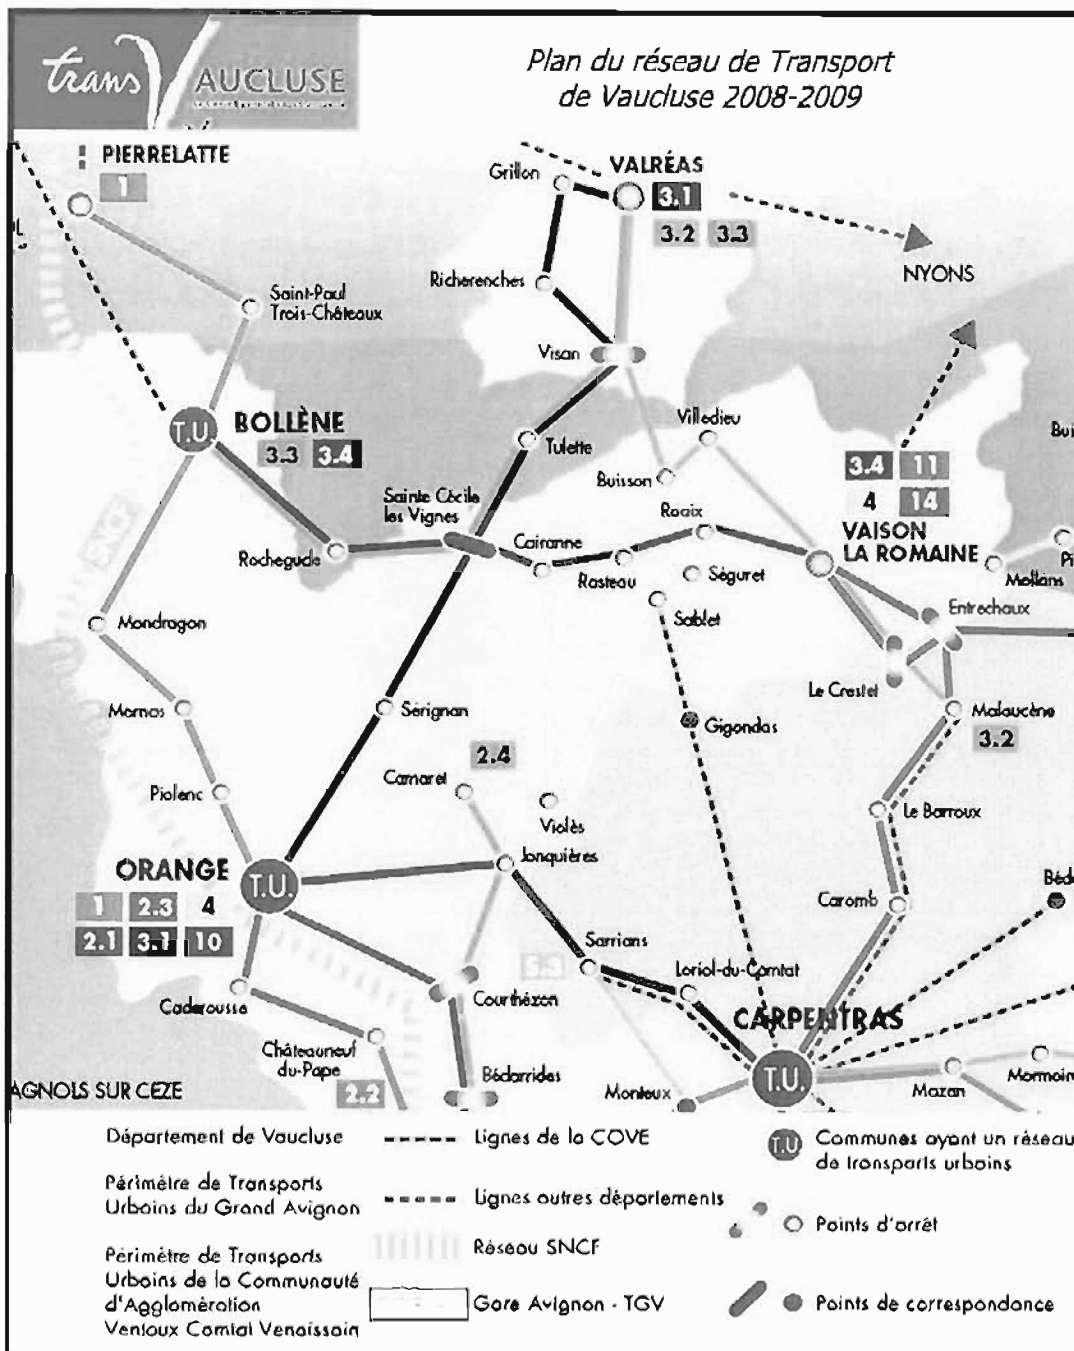 trans VAUCLUSE
Plan du réseau de Transport
de Vaucluse 2008-2009
PIERRELATTE
1
Grillon
VALRÉAS
3.1
3.2 3.3
NYONS
Richerenches
Saint-Paul
Trois-Châteaux
Visan
T.U.
BOLLÈNE
3.3 3.4
Tulette
Villedieu
Buisson
3.4 11
4 14
VAISON
LA ROMAINE
Sainte Cécile
les Vignes
Rochegude
Cairanne
Rasteau
Roaix
Séguret
Sablet
Mollans
SNCF
Entrechaux
Mondragon
Le Crestet
Malaucène
3.2
Mornas
Sérignan
Gigondas
2.4
Camaret
Violès
Piolenc
Le Barroux
Jonquières
ORANGE
T.U.
1 2.3 4
2.1 3.1 10
Caromb
Sarrians
5.3
Loriol-du-Comtat
CARPENTRAS
T.U.
Caderousse
Courthézon
Châteauneuf
du-Pape
2.2
Bédarrides
Monteux
Mazan
AGNOLS SUR CEZE
Département de Vaucluse
Périmètre de Transports
Urbains du Grand Avignon
Périmètre de Transports
Urbains de la Communauté
d'Agglomération
Ventoux Comtat Venaissain
Lignes de la COVE
Lignes autres départements
Réseau SNCF
Gare Avignon - TGV
T.U
Communes ayant un réseau
de transports urbains
Points d'arrêt
Points de correspondance